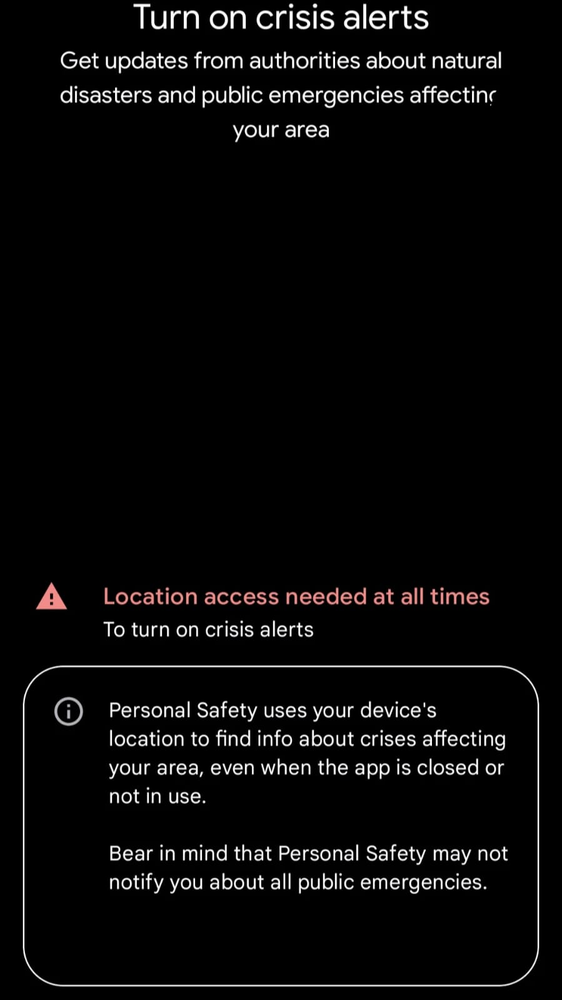 Turn on crisis alerts
Get updates from authorities about natural
disasters and public emergencies affecting
your area
Location access needed at all times
To turn on crisis alerts
Personal Safety uses your device's
location to find info about crises affecting
your area, even when the app is closed or
not in use.
Bear in mind that Personal Safety may not
notify you about all public emergencies.